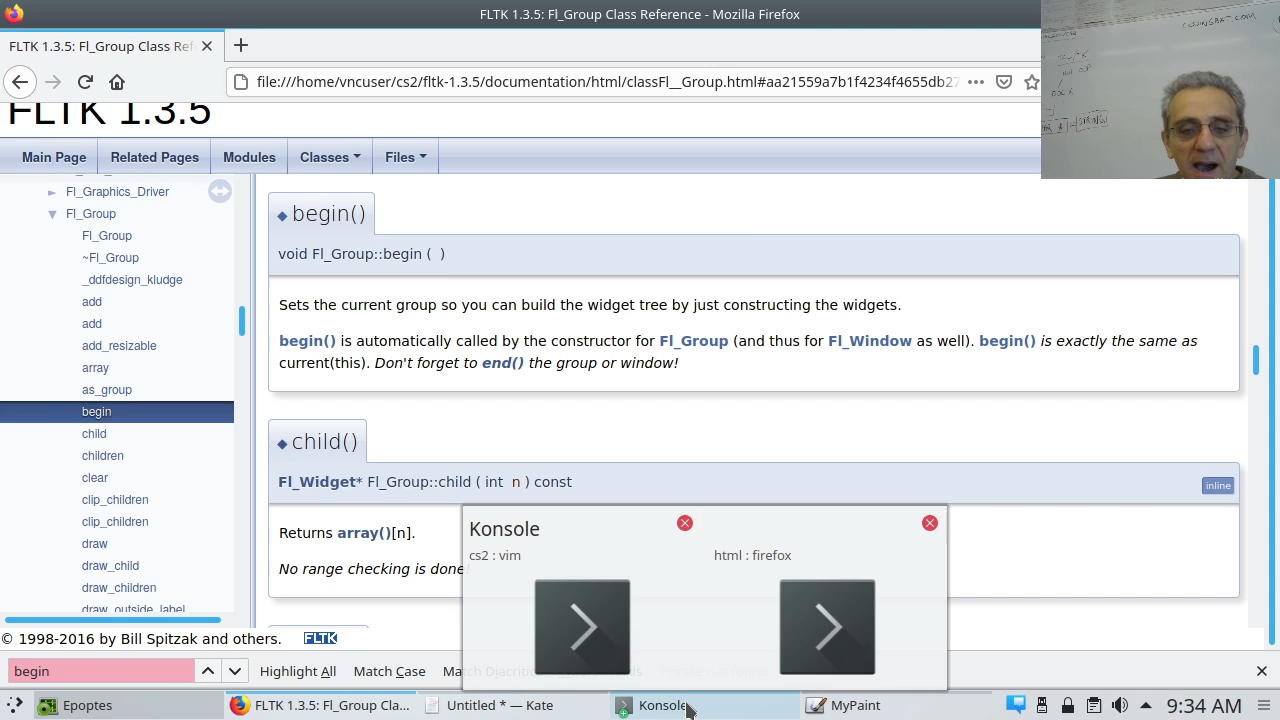 FLTK 1.3.5: Fl_Group Class Reference - Mozilla Firefox
FLTK 1.3.5: Fl_Group Class Ref
file:///home/vncuser/cs2/fltk-1.3.5/documentation/html/classFl__Group.html#aa21559a7b1f4234f4655db27
CODINGBAT.COM
FLTK 1.3.5
Main Page
Related Pages
Modules
Classes
Files
Fl_Graphics_Driver
Fl_Group
Fl_Group
~Fl_Group
_ddfdesign_kludge
add
add
add_resizable
array
as_group
begin
child
children
clear
clip_children
clip_children
draw
draw_child
draw_children
draw_outside_label
◆ begin()
void Fl_Group::begin ( )
Sets the current group so you can build the widget tree by just constructing the widgets.
begin() is automatically called by the constructor for Fl_Group (and thus for Fl_Window as well). begin() is exactly the same as
current(this). Don't forget to end() the group or window!
◆ child()
Fl_Widget* Fl_Group::child ( int n ) const
inline
Returns array()[n].
No range checking is done!
Konsole
cs2 : vim
html : firefox
© 1998-2016 by Bill Spitzak and others.
FLTK
begin
Highlight All
Match Case
Match Diacritics
Epoptes
FLTK 1.3.5: Fl_Group Cla...
Untitled * — Kate
Konsole
MyPaint
9:34 AM